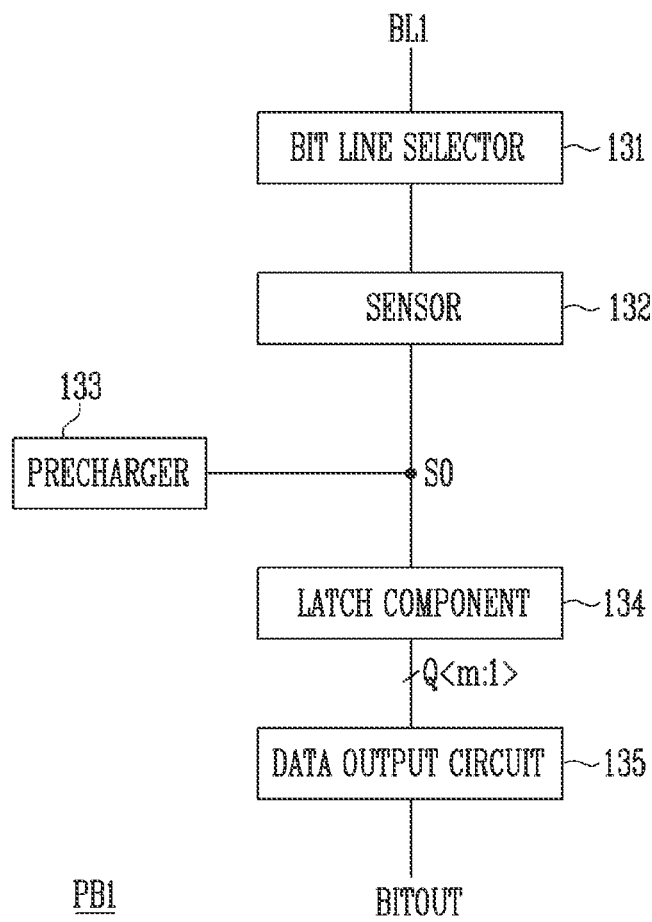 BL1
BIT LINE SELECTOR
131
SENSOR
132
133
PRECHARGER
SO
LATCH COMPONENT
134
Q<m:1>
DATA OUTPUT CIRCUIT
135
PB1
BITOUT